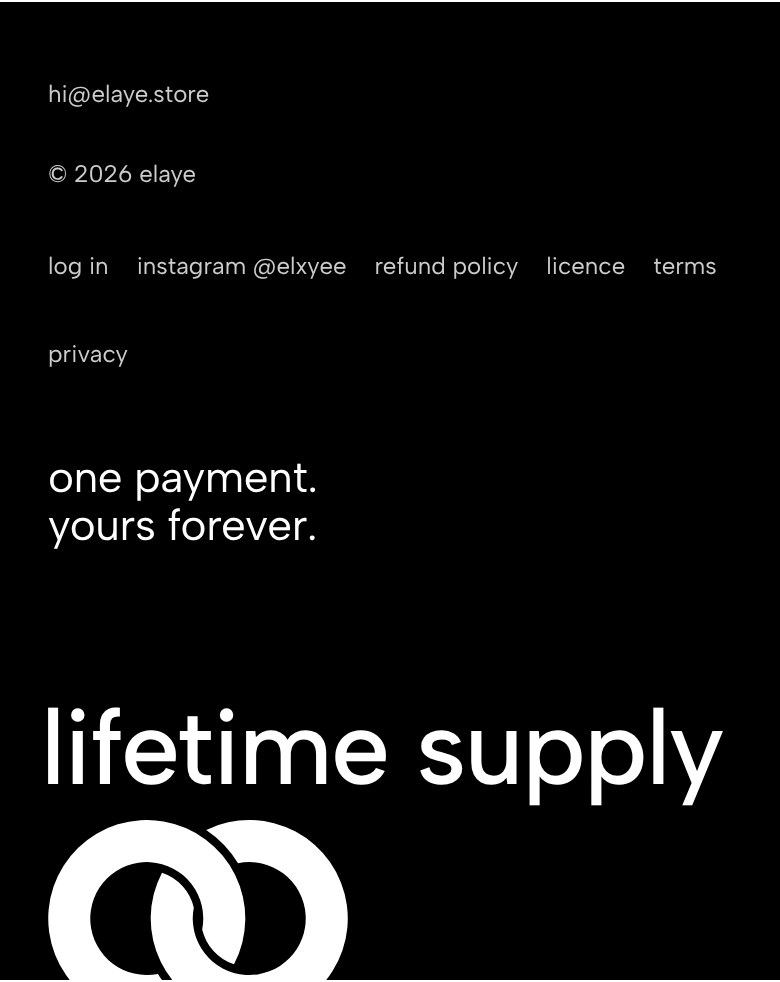 hi@elaye.store
© 2026 elaye
log in instagram @elxyee refund policy licence terms
privacy
one payment.
yours forever.
lifetime supply